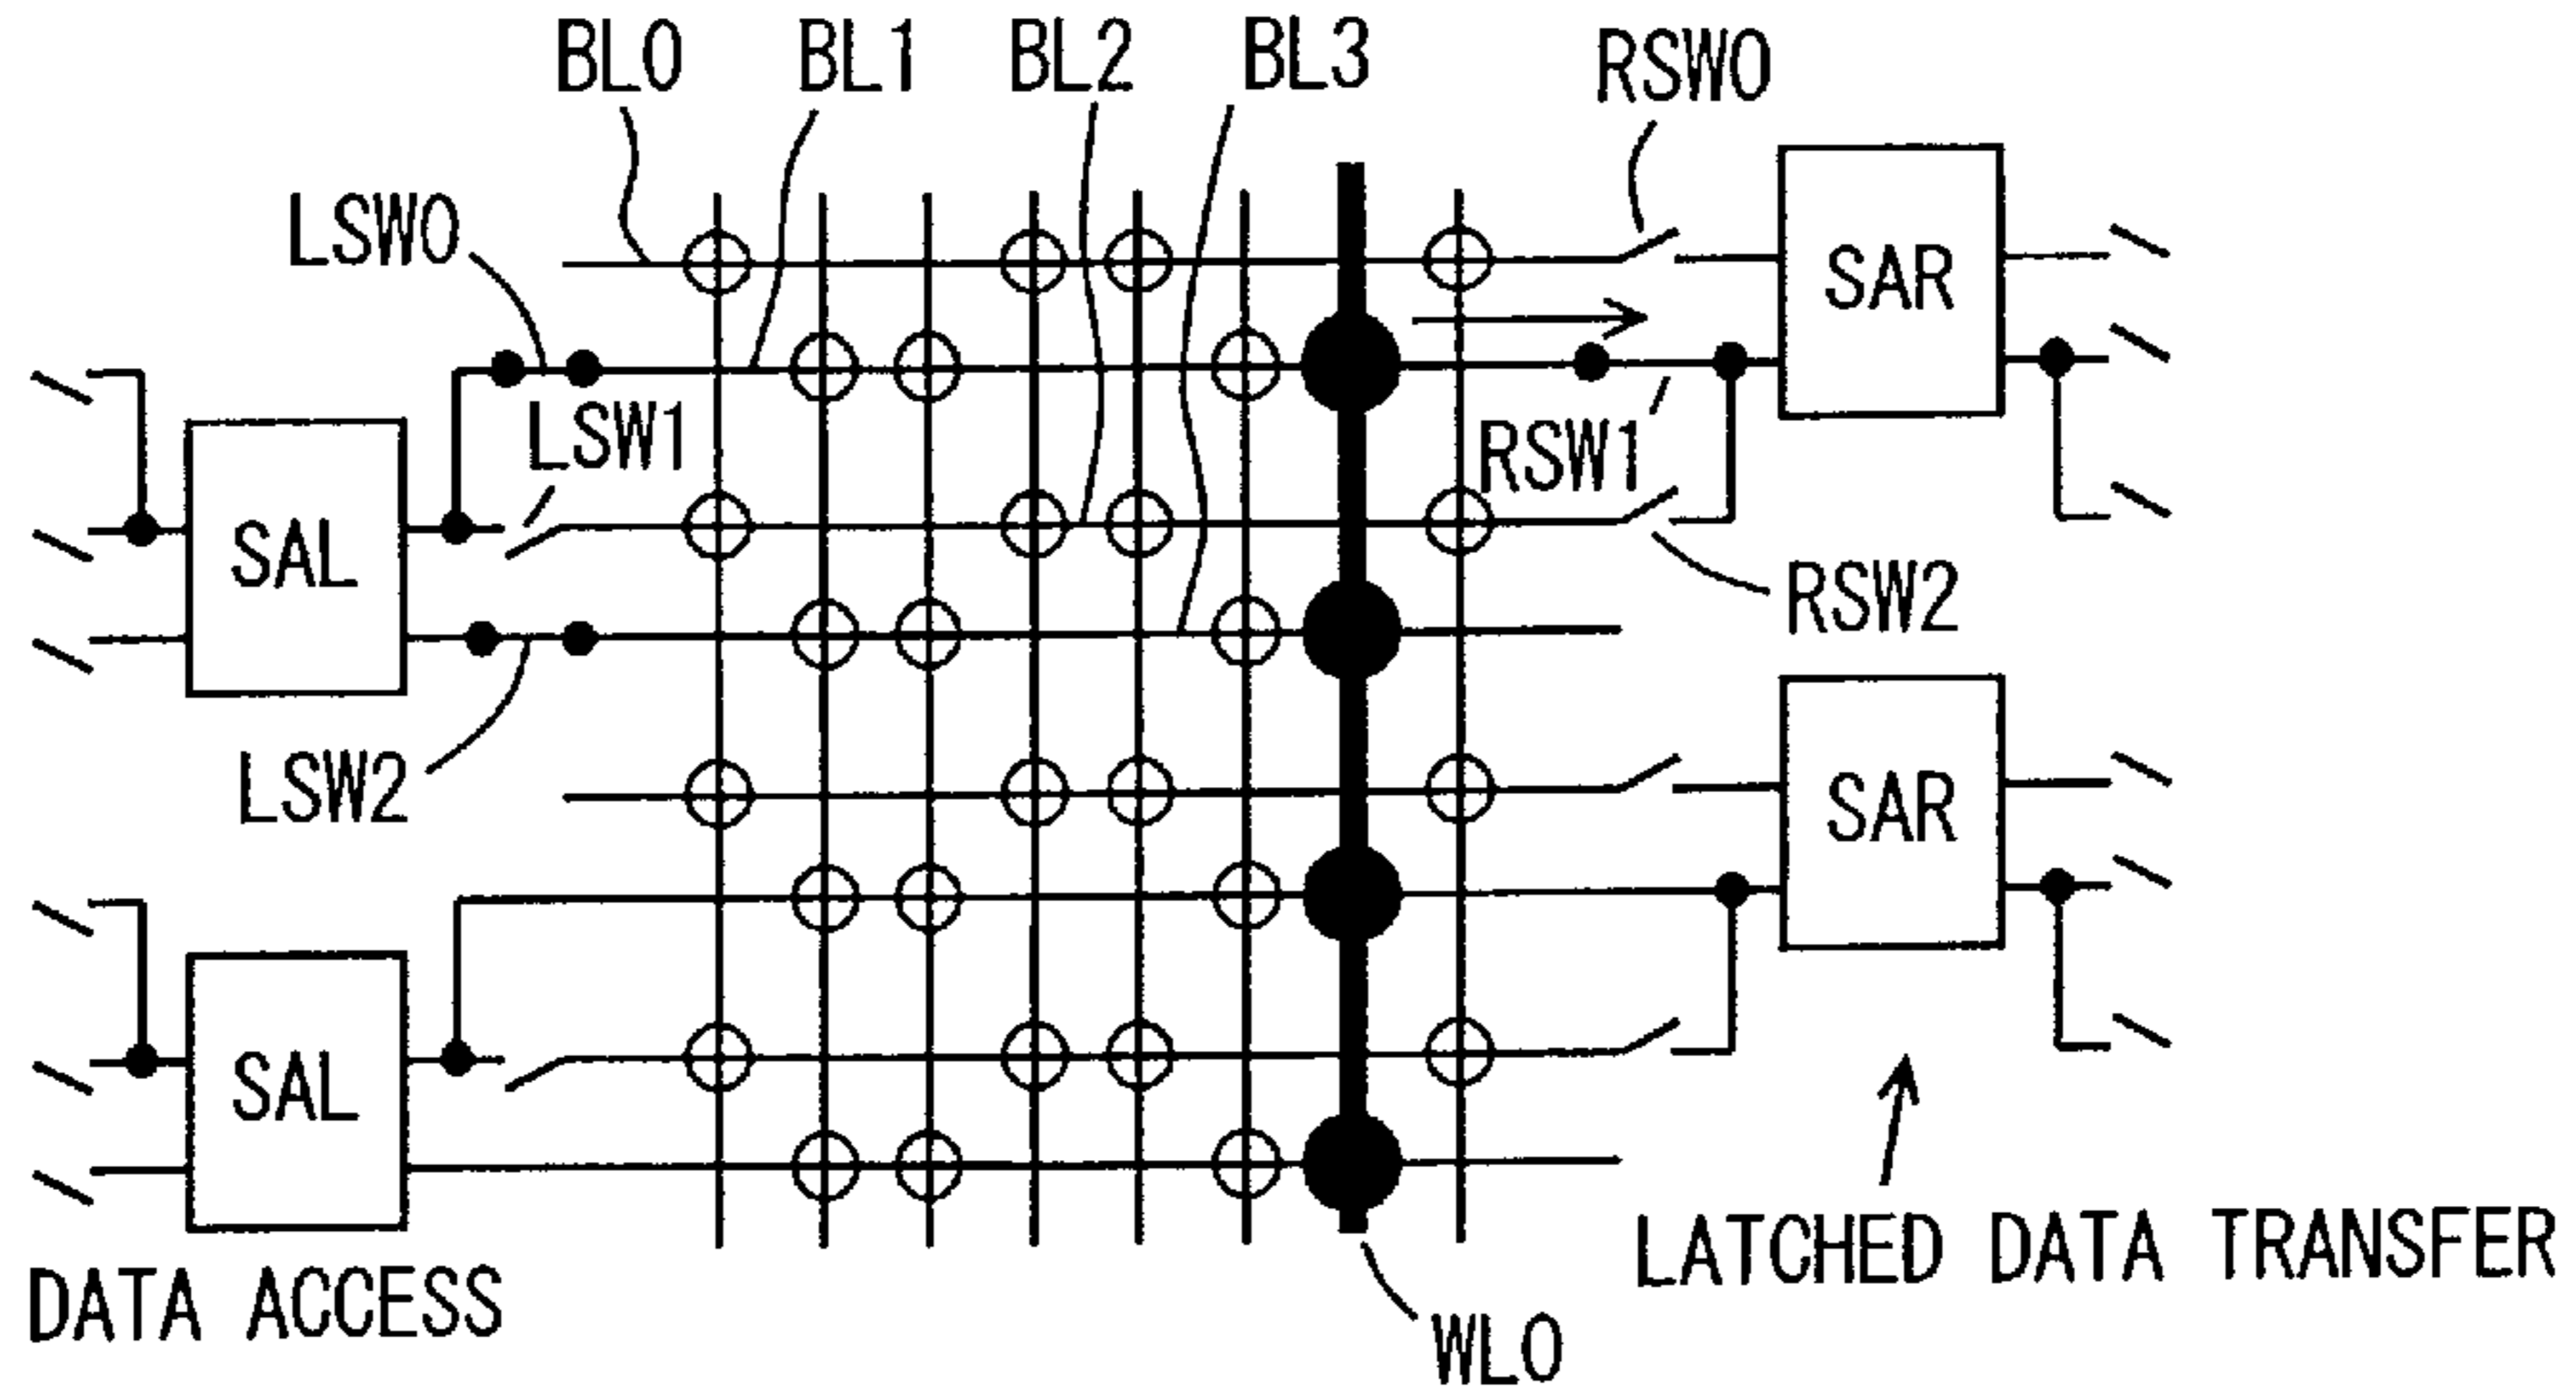 BL0
BL1
BL2
BL3
RSW0
LSW0
SAR
LSW1
RSW1
SAL
RSW2
LSW2
SAR
SAL
LATCHED DATA TRANSFER
DATA ACCESS
WL0